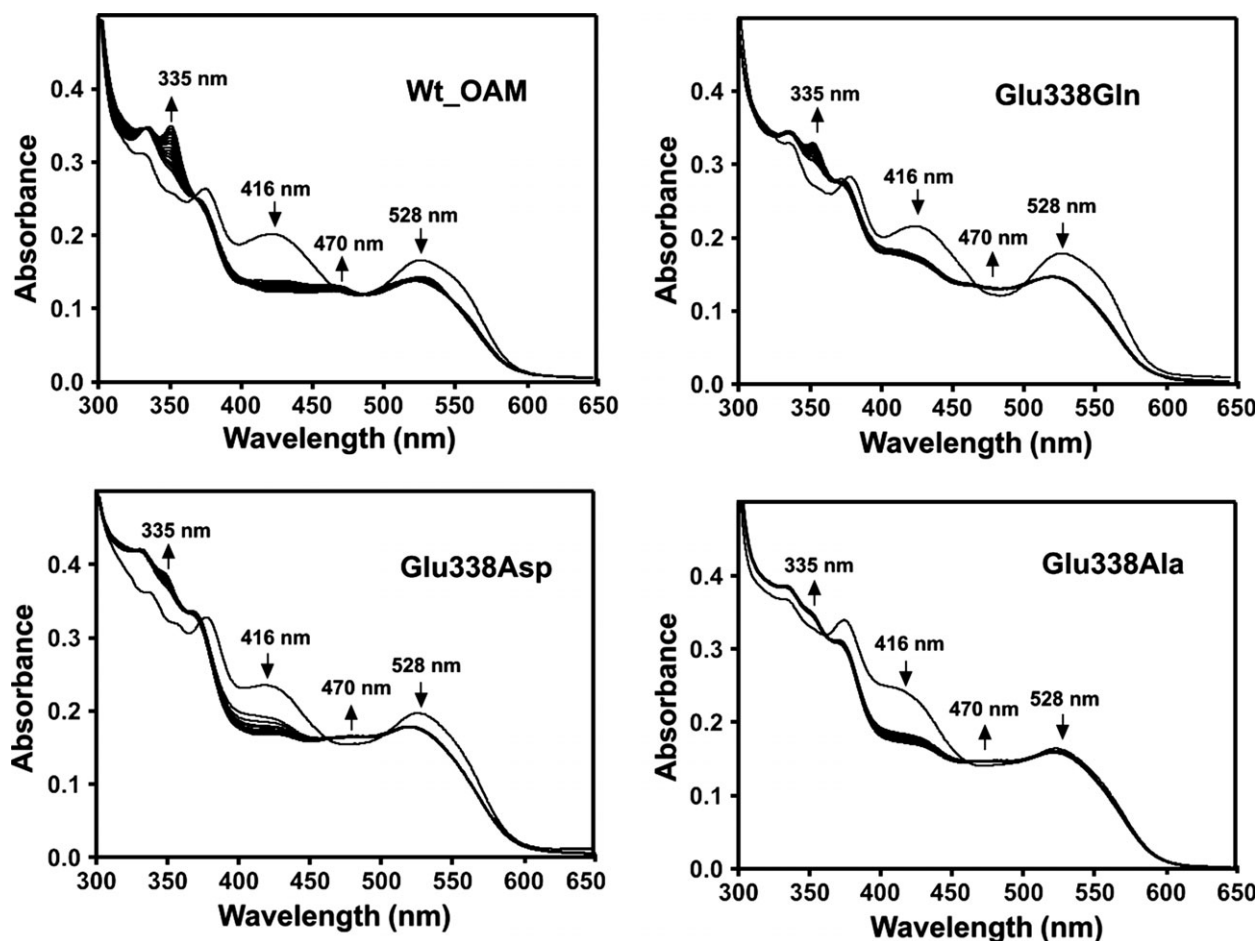 Wt_OAM
335 nm
416 nm
470 nm
528 nm
Absorbance
0.4
0.3
0.2
0.1
0.0
300 350 400 450 500 550 600 650
Wavelength (nm)
Glu338Gln
335 nm
416 nm
470 nm
528 nm
Absorbance
0.4
0.3
0.2
0.1
0.0
300 350 400 450 500 550 600 650
Wavelength (nm)
Glu338Asp
335 nm
416 nm
470 nm
528 nm
Absorbance
0.4
0.3
0.2
0.1
0.0
300 350 400 450 500 550 600 650
Wavelength (nm)
Glu338Ala
335 nm
416 nm
470 nm
528 nm
Absorbance
0.4
0.3
0.2
0.1
0.0
300 350 400 450 500 550 600 650
Wavelength (nm)